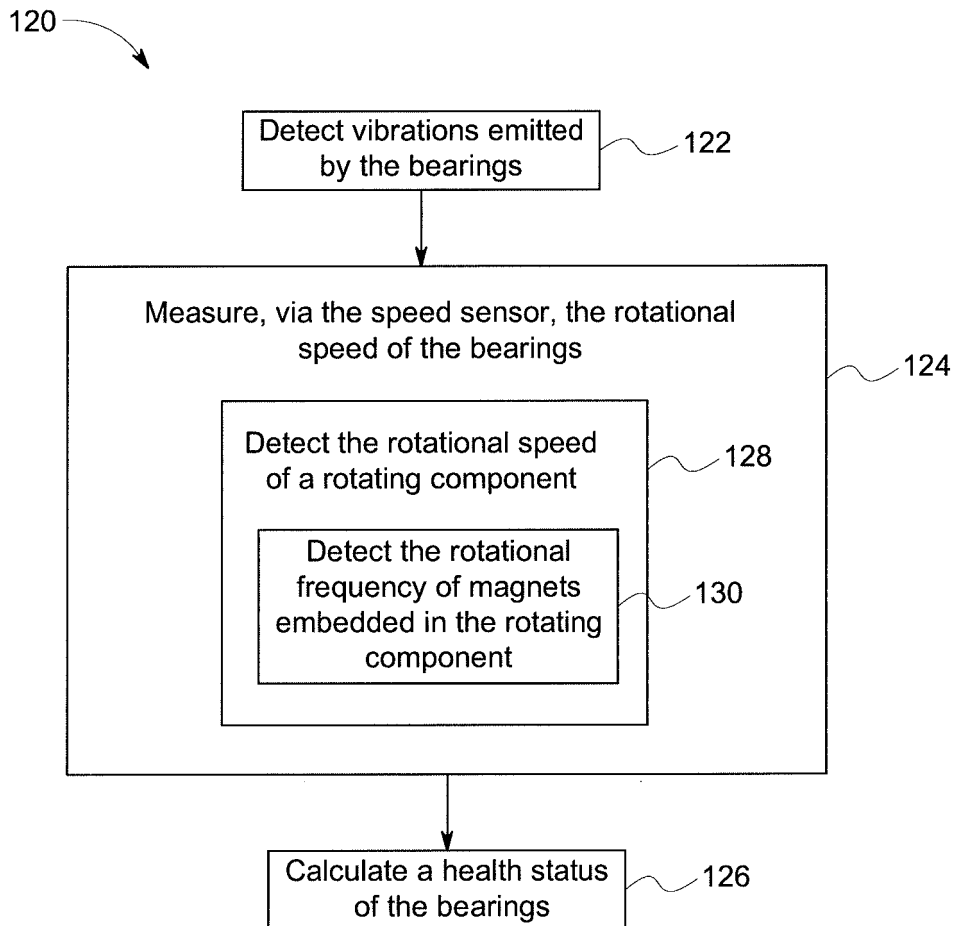 120
Detect vibrations emitted
by the bearings
122
Measure, via the speed sensor, the rotational
speed of the bearings
124
Detect the rotational speed
of a rotating component
128
Detect the rotational
frequency of magnets
embedded in the rotating
component
130
Calculate a health status
of the bearings
126